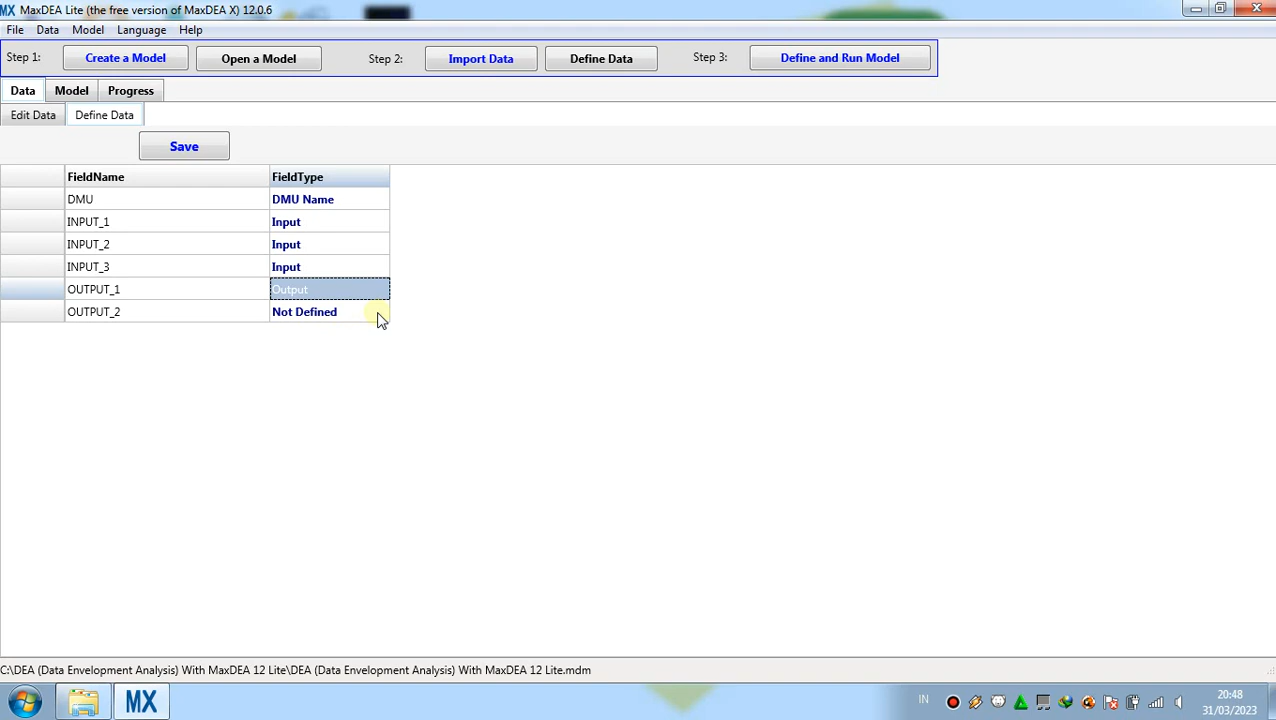 MX MaxDEA Lite (the free version of MaxDEA X) 12.0.6
File Data Model Language Help
Step 1: Create a Model Open a Model Step 2: Import Data Define Data Step 3: Define and Run Model
Data Model Progress
Edit Data Define Data
Save
FieldName FieldType
DMU DMU Name
INPUT_1 Input
INPUT_2 Input
INPUT_3 Input
OUTPUT_1 Output
OUTPUT_2 Not Defined
C:\DEA (Data Envelopment Analysis) With MaxDEA 12 Lite\DEA (Data Envelopment Analysis) With MaxDEA 12 Lite.mdm
MX IN 20:48
31/03/2023